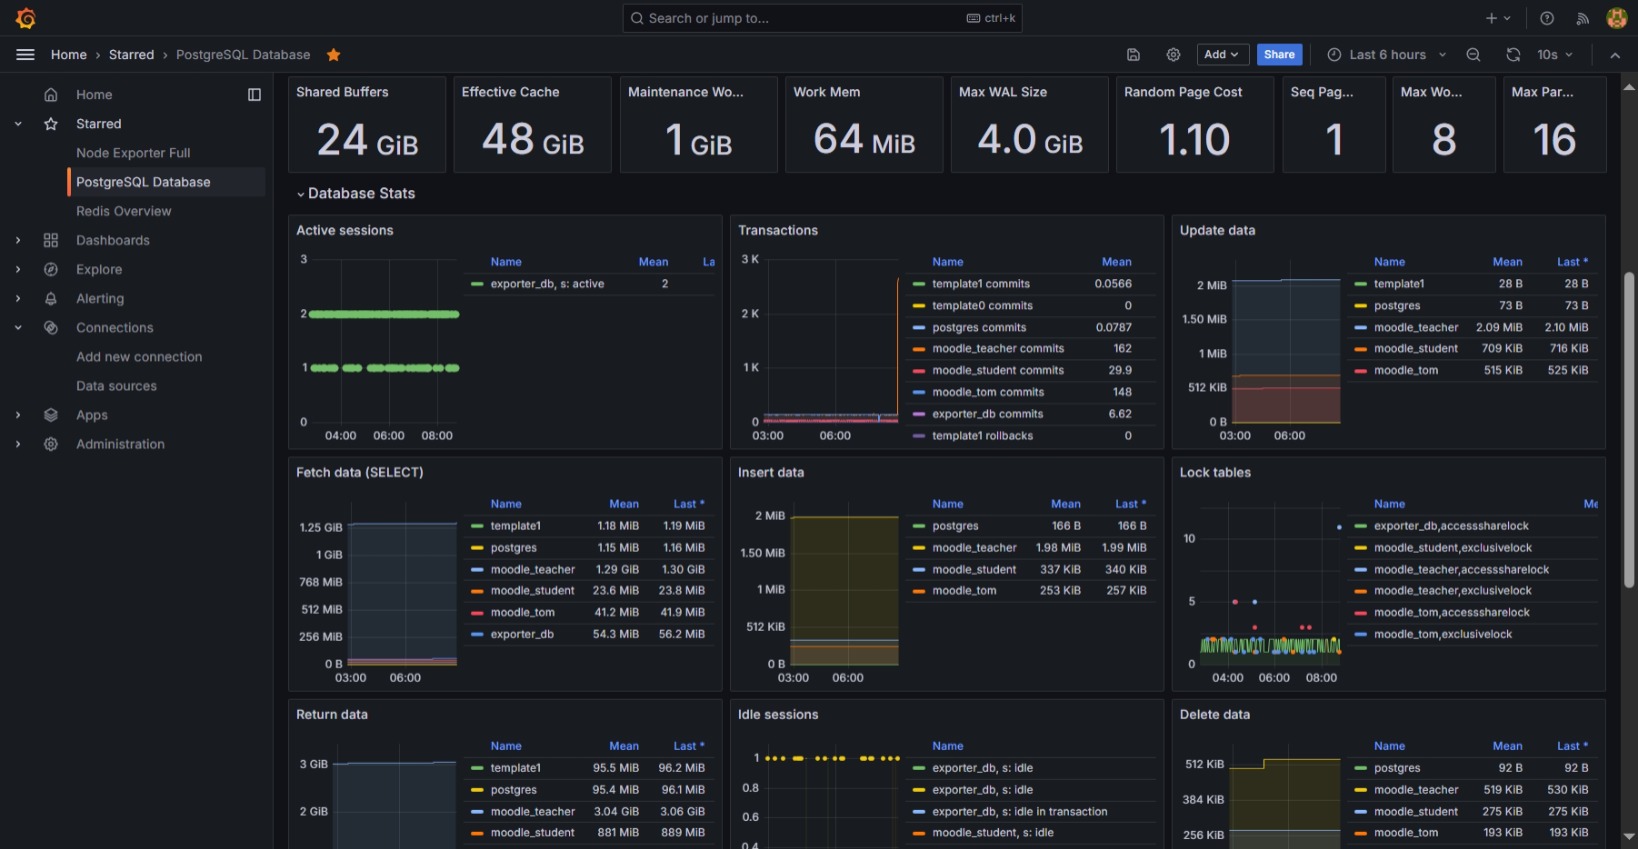 Search or jump to...
ctrl+k
Home › Starred › PostgreSQL Database
Add
Share
Last 6 hours
10s
Home
Starred
Node Exporter Full
PostgreSQL Database
Redis Overview
Dashboards
Explore
Alerting
Connections
Add new connection
Data sources
Apps
Administration
Shared Buffers
24 GiB
Effective Cache
48 GiB
Maintenance Wo...
1 GiB
Work Mem
64 MiB
Max WAL Size
4.0 GiB
Random Page Cost
1.10
Seq Pag...
1
Max Wo...
8
Max Par...
16
Database Stats
Active sessions
3
2
1
0
04:00 06:00 08:00
Name Mean La
exporter_db, s: active 2
Transactions
3 K
2 K
1 K
0
03:00 06:00
Name Mean
template1 commits 0.0566
template0 commits 0
postgres commits 0.0787
moodle_teacher commits 162
moodle_student commits 29.9
moodle_tom commits 148
exporter_db commits 6.62
template1 rollbacks 0
Update data
2 MiB
1.50 MiB
1 MiB
512 KiB
0 B
03:00 06:00
Name Mean Last *
template1 28 B 28 B
postgres 73 B 73 B
moodle_teacher 2.09 MiB 2.10 MiB
moodle_student 709 KiB 716 KiB
moodle_tom 515 KiB 525 KiB
Fetch data (SELECT)
1.25 GiB
1 GiB
768 MiB
512 MiB
256 MiB
0 B
03:00 06:00
Name Mean Last *
template1 1.18 MiB 1.19 MiB
postgres 1.15 MiB 1.16 MiB
moodle_teacher 1.29 GiB 1.30 GiB
moodle_student 23.6 MiB 23.8 MiB
moodle_tom 41.2 MiB 41.9 MiB
exporter_db 54.3 MiB 56.2 MiB
Insert data
2 MiB
1.50 MiB
1 MiB
512 KiB
0 B
03:00 06:00
Name Mean Last *
postgres 166 B 166 B
moodle_teacher 1.98 MiB 1.99 MiB
moodle_student 337 KiB 340 KiB
moodle_tom 253 KiB 257 KiB
Lock tables
10
5
0
04:00 06:00 08:00
Name Me
exporter_db,accesssharelock
moodle_student,exclusivelock
moodle_teacher,accesssharelock
moodle_teacher,exclusivelock
moodle_tom,accesssharelock
moodle_tom,exclusivelock
Return data
3 GiB
2 GiB
Name Mean Last *
template1 95.5 MiB 96.2 MiB
postgres 95.4 MiB 96.1 MiB
moodle_teacher 3.04 GiB 3.06 GiB
moodle_student 881 MiB 889 MiB
Idle sessions
1
0.8
0.6
0.4
Name
exporter_db, s: idle
exporter_db, s: idle
exporter_db, s: idle in transaction
moodle_student, s: idle
Delete data
512 KiB
384 KiB
256 KiB
Name Mean Last *
postgres 92 B 92 B
moodle_teacher 519 KiB 530 KiB
moodle_student 275 KiB 275 KiB
moodle_tom 193 KiB 193 KiB